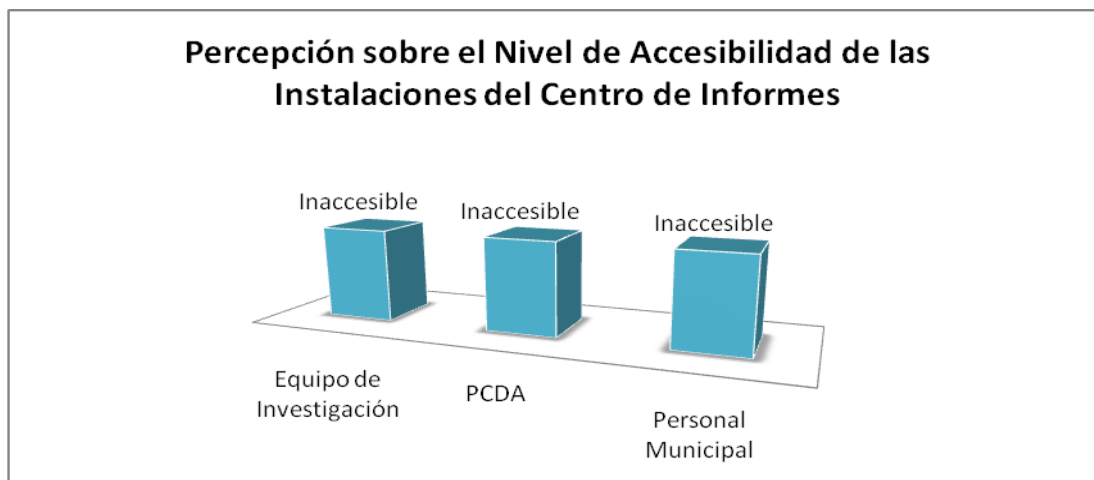 Percepción sobre el Nivel de Accesibilidad de las
Instalaciones del Centro de Informes
Inaccesible
Inaccesible
Inaccesible
Equipo de
Investigación
PCDA
Personal
Municipal